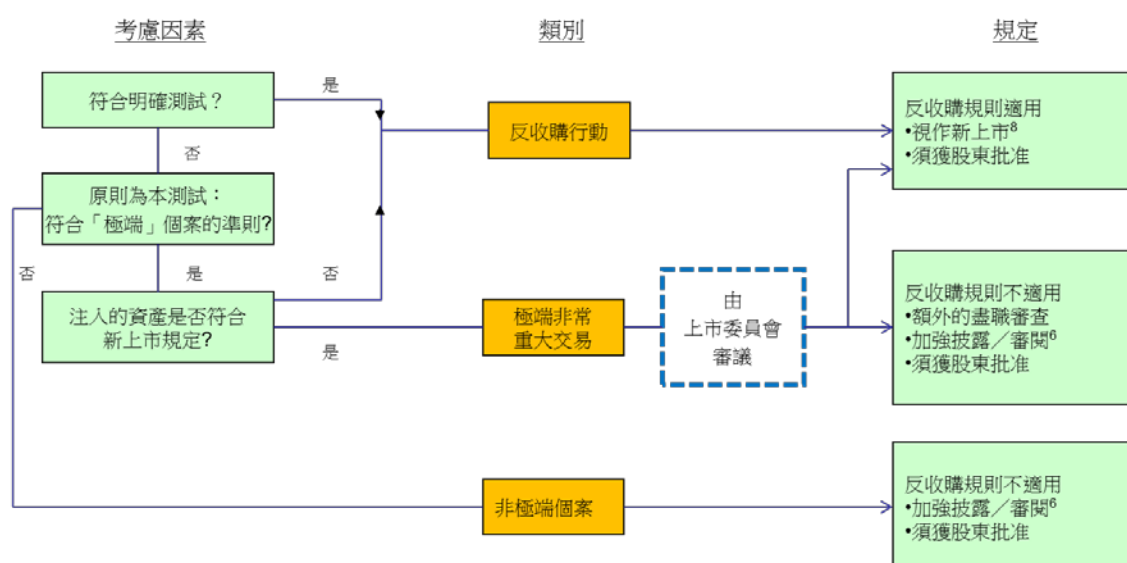 考慮因素
類別
規定
符合明確測試？
是
否
反收購行動
反收購規則適用
•視作新上市8
•須獲股東批准
原則為本測試：
符合「極端」個案的準則?
否
是
否
注入的資產是否符合
新上市規定?
是
極端非常
重大交易
由
上市委員會
審議
反收購規則不適用
•額外的盡職審查
•加強披露／審閱6
•須獲股東批准
非極端個案
反收購規則不適用
•加強披露／審閱6
•須獲股東批准